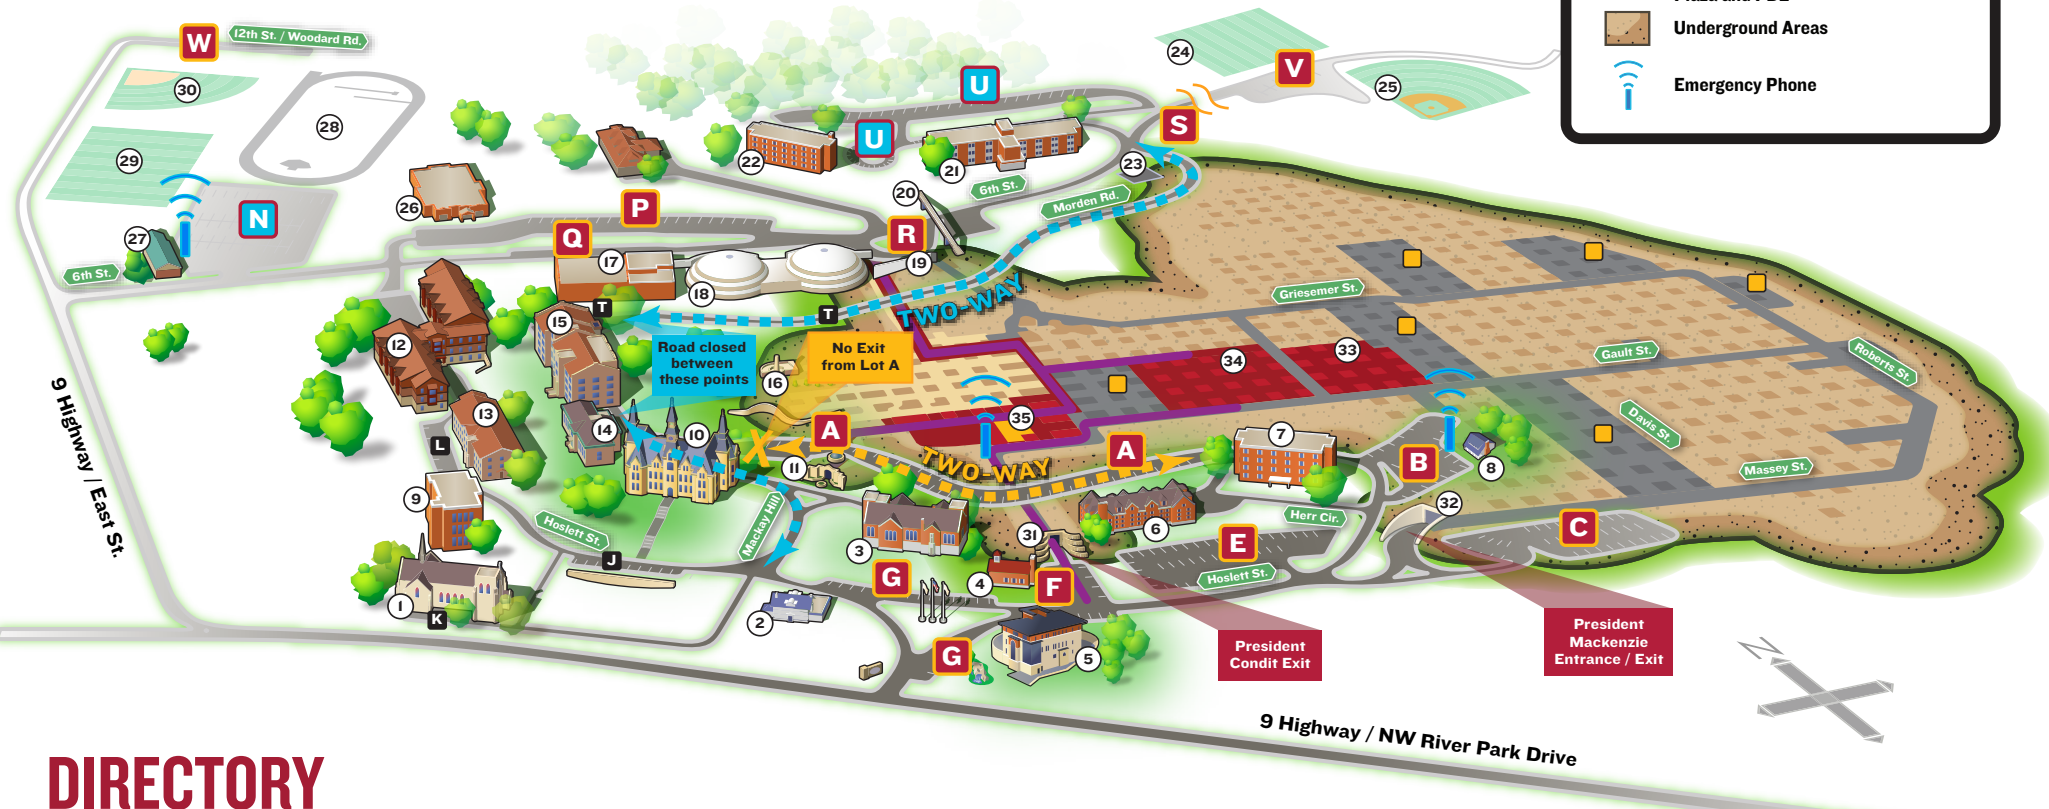 Plaza and PDL
Underground Areas
Emergency Phone
W
12th St. / Woodard Rd.
30
28
29
27
N
6th St.
26
P
Q
17
18
22
U
U
21
20
6th St.
R
19
24
V
25
S
23
Morden Rd.
TWO-WAY
T
T
15
12
13
14
L
9
10
16
Road closed
between
these points
No Exit
from Lot A
X
A
11
TWO-WAY
A
35
34
33
Griesemer St.
Gault St.
Roberts St.
Davis St.
Massey St.
7
B
8
32
C
Herr Cir.
6
E
Hoslett St.
31
F
4
3
G
Mackay Hill
Hoslett St.
J
1
K
2
G
5
President
Condit Exit
President
Mackenzie
Entrance / Exit
N
9 Highway / East St.
9 Highway / NW River Park Drive
DIRECTORY